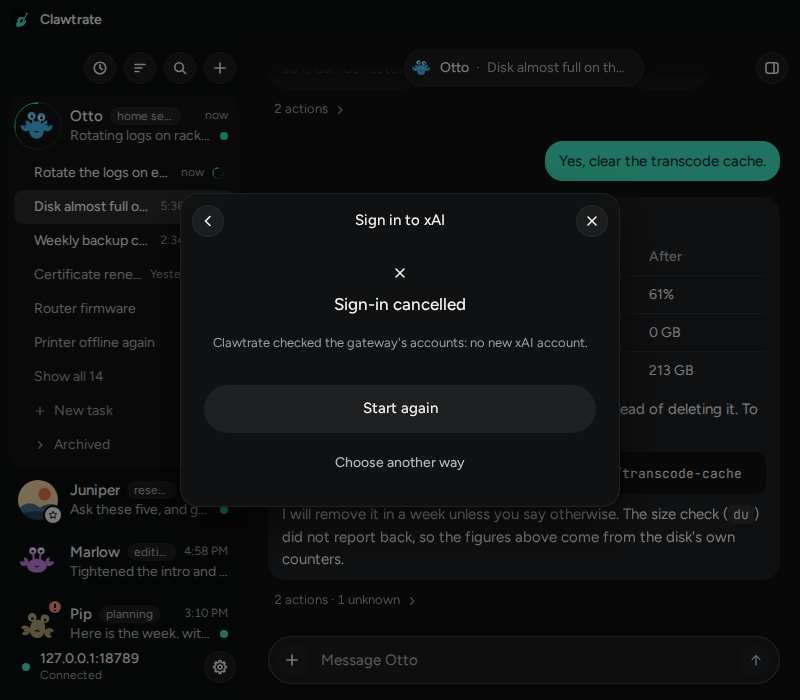 Clawtrate
Otto · Disk almost full on th...
Otto home se... now
Rotating logs on rack...
Rotate the logs on e... now
Disk almost full o... 5:36
Weekly backup c... 2:34
Certificate rene... Yeste
Router firmware
Printer offline again
Show all 14
+ New task
Archived
Juniper rese...
Ask these five, and g...
Marlow editi... 4:58 PM
Tightened the intro and ...
Pip planning 3:10 PM
Here is the week. wit...
127.0.0.1:18789
Connected
2 actions
Yes, clear the transcode cache.
After
61%
0 GB
213 GB
ead of deleting it. To
/transcode-cache
I will remove it in a week unless you say otherwise. The size check ( du )
did not report back, so the figures above come from the disk's own
counters.
2 actions · 1 unknown
Message Otto
Sign in to xAI
Sign-in cancelled
Clawtrate checked the gateway's accounts: no new xAI account.
Start again
Choose another way